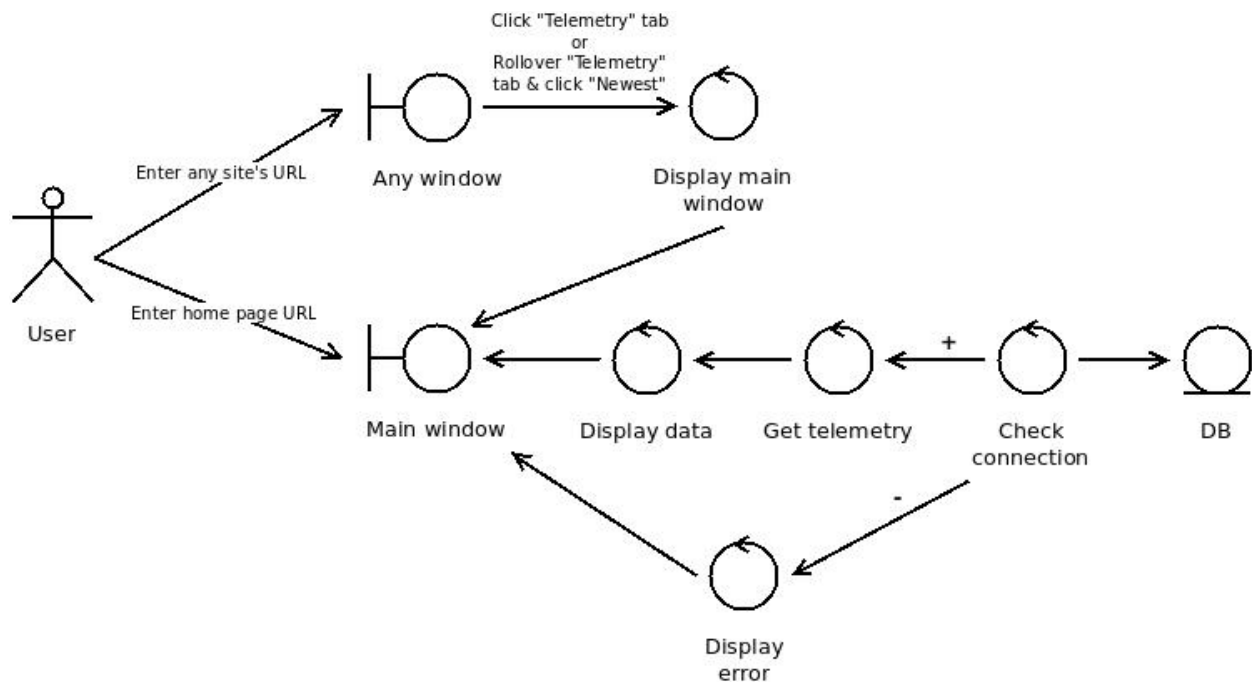 Click "Telemetry" tab
or
Rollover "Telemetry"
tab & click "Newest"
Enter any site's URL
Any window
Display main
window
User
Enter home page URL
+
Main window
Display data
Get telemetry
Check
connection
DB
-
Display
error